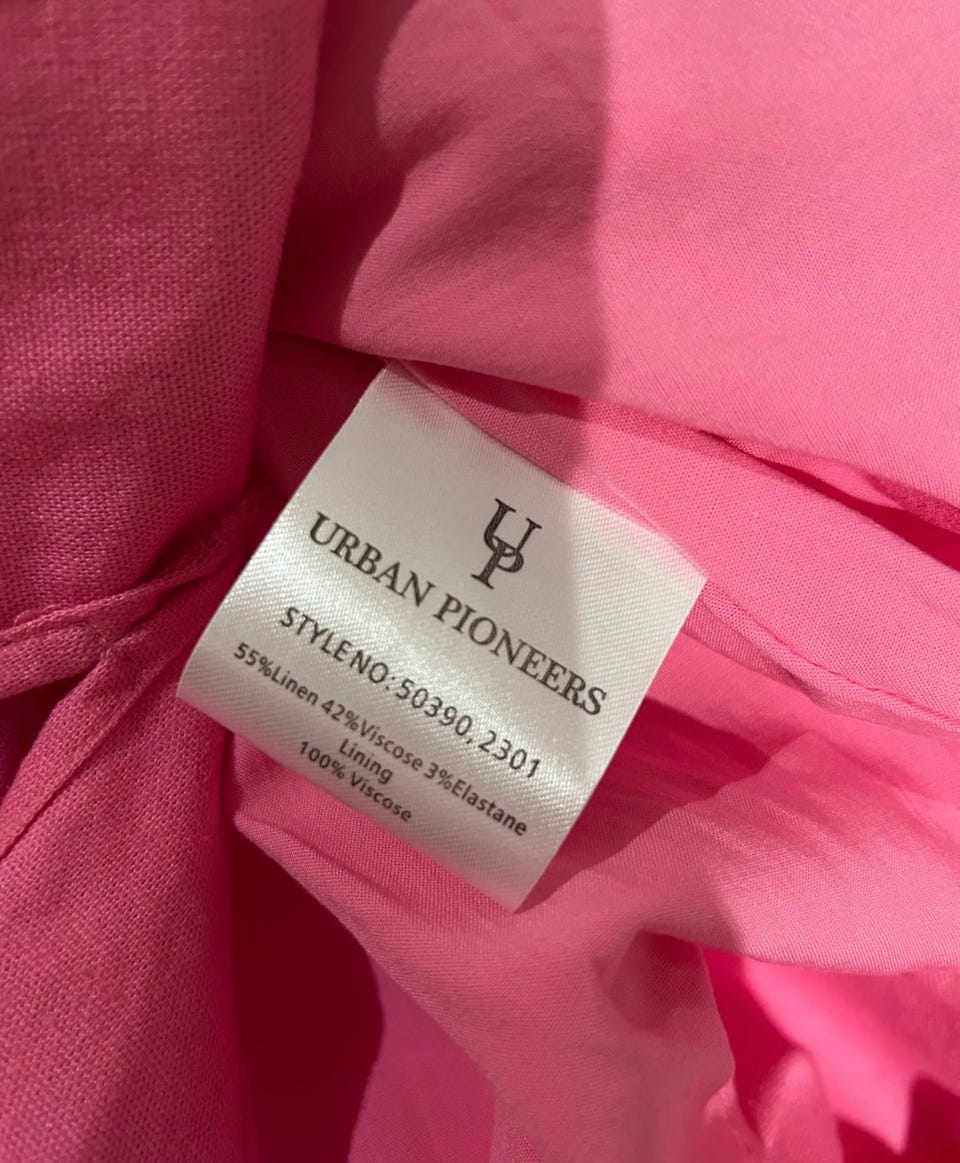 UP
URBAN PIONEERS
STYLE NO: 50390, 2301
55%Linen 42%Viscose 3%Elastane
Lining
100% Viscose